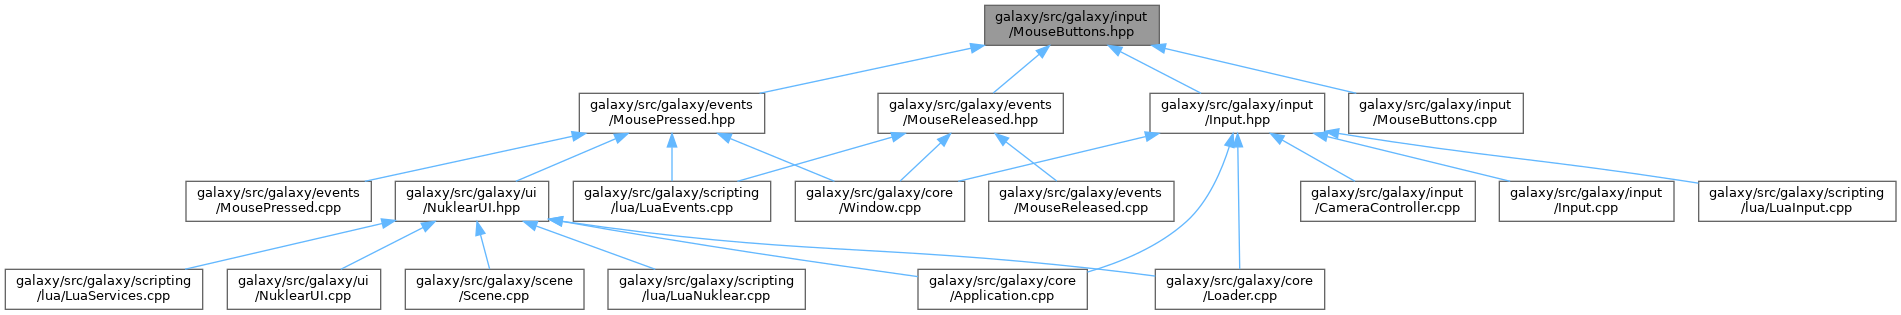 galaxy/src/galaxy/input
/MouseButtons.hpp
galaxy/src/galaxy/events
/MousePressed.hpp
galaxy/src/galaxy/events
/MouseReleased.hpp
galaxy/src/galaxy/input
/Input.hpp
galaxy/src/galaxy/input
/MouseButtons.cpp
galaxy/src/galaxy/events
/MousePressed.cpp
galaxy/src/galaxy/ui
/NuklearUI.hpp
galaxy/src/galaxy/scripting
/lua/LuaEvents.cpp
galaxy/src/galaxy/core
/Window.cpp
galaxy/src/galaxy/events
/MouseReleased.cpp
galaxy/src/galaxy/input
/CameraController.cpp
galaxy/src/galaxy/input
/Input.cpp
galaxy/src/galaxy/scripting
/lua/LuaInput.cpp
galaxy/src/galaxy/scripting
/lua/LuaServices.cpp
galaxy/src/galaxy/ui
/NuklearUI.cpp
galaxy/src/galaxy/scene
/Scene.cpp
galaxy/src/galaxy/scripting
/lua/LuaNuklear.cpp
galaxy/src/galaxy/core
/Application.cpp
galaxy/src/galaxy/core
/Loader.cpp